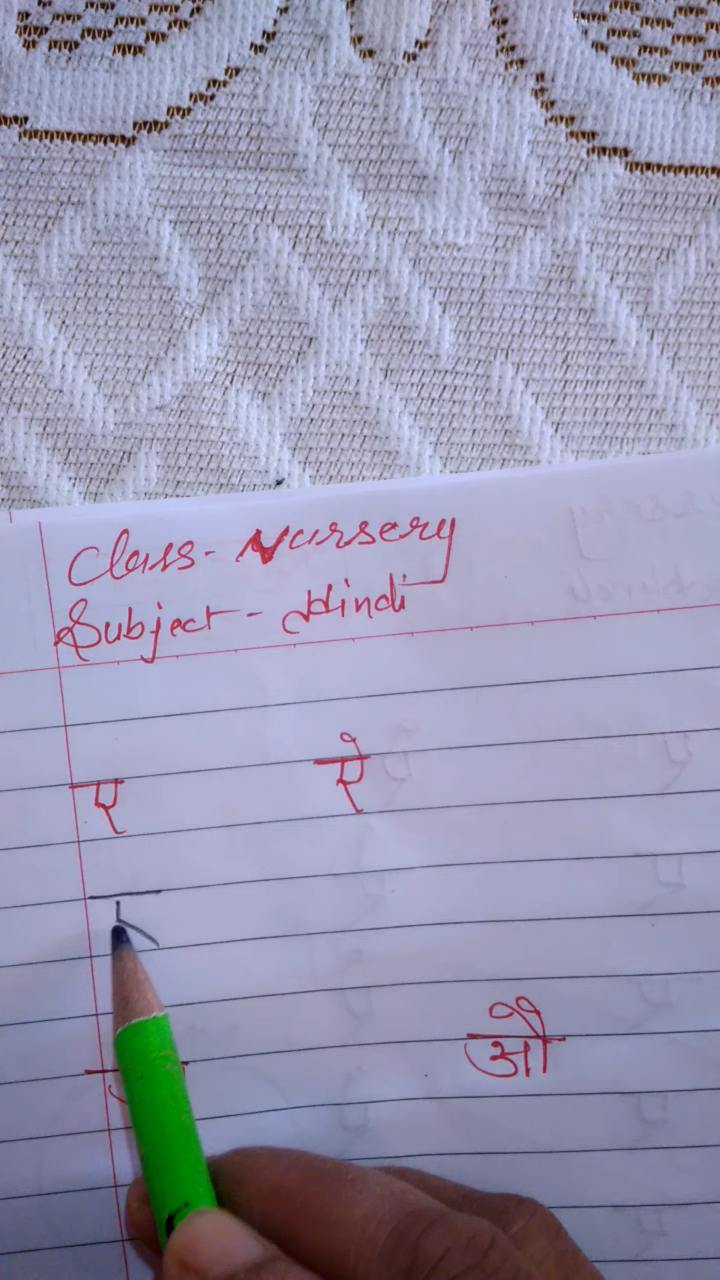 Class- Nursery
Subject - Hindi
ए ऐ
औ